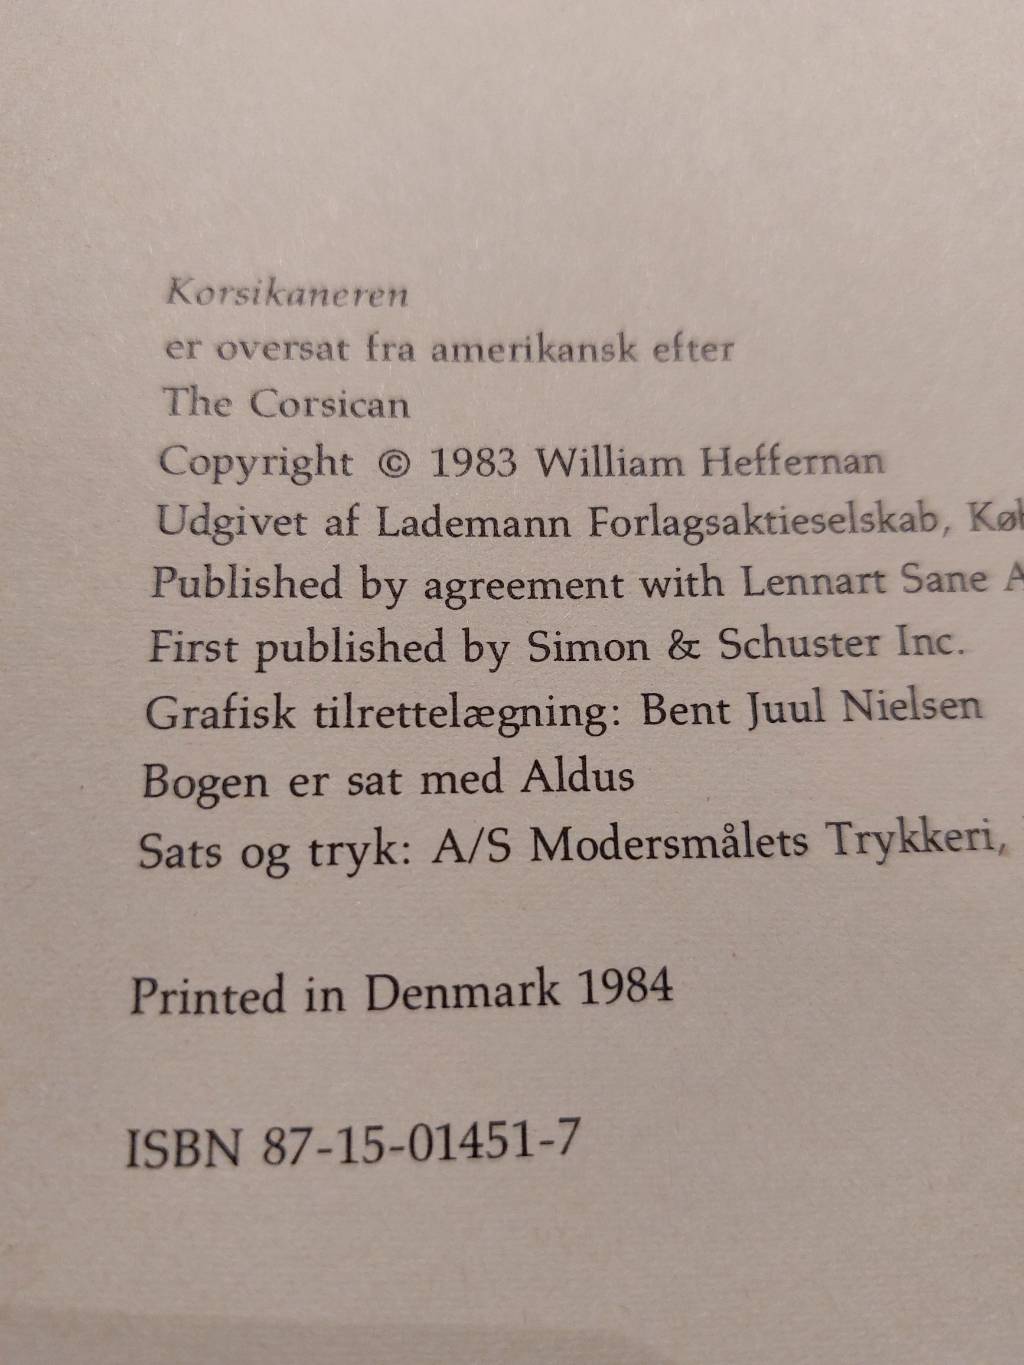 Korsikaneren
er oversat fra amerikansk efter
The Corsican
Copyright © 1983 William Heffernan
Udgivet af Lademann Forlagsaktieselskab,
Published by agreement with Lennart Sane
First published by Simon & Schuster Inc.
Grafisk tilrettelægning: Bent Juul Nielsen
Bogen er sat med Aldus
Sats og tryk: A/S Modersmålets Trykkeri,
Printed in Denmark 1984
ISBN 87-15-01451-7